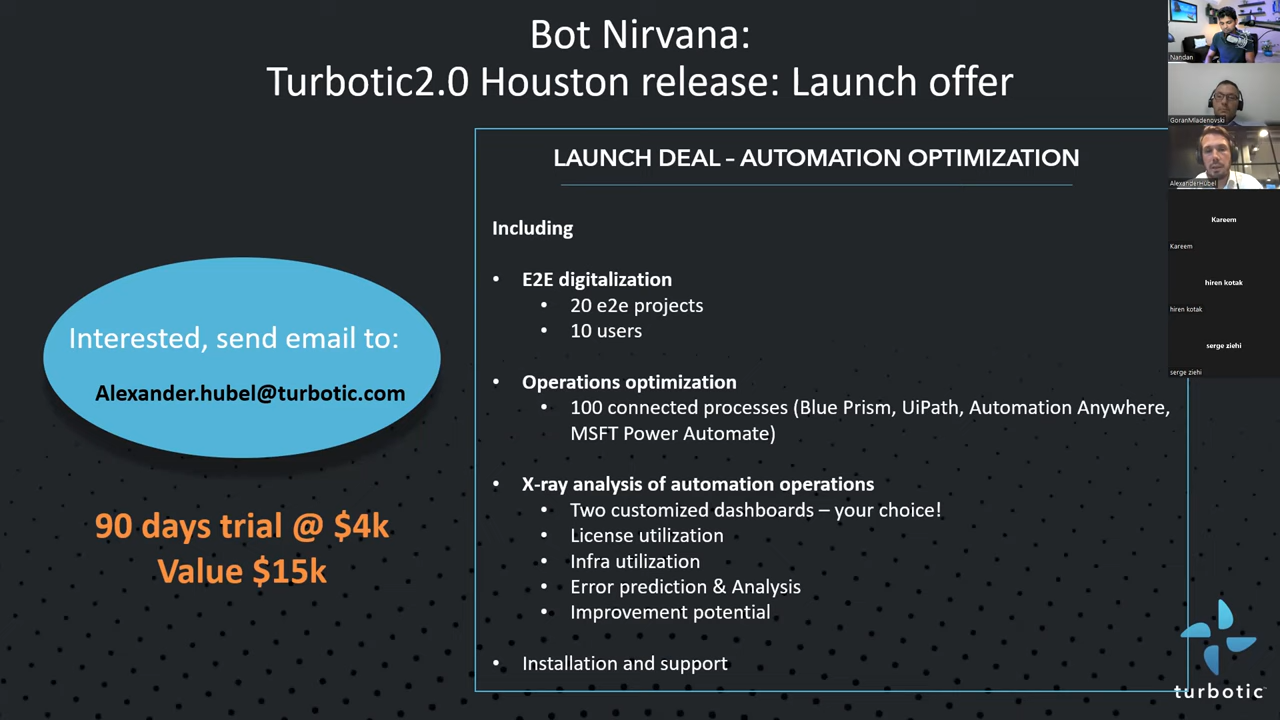 Bot Nirvana:
Turbotic2.0 Houston release: Launch offer
LAUNCH DEAL – AUTOMATION OPTIMIZATION
Including
• E2E digitalization
• 20 e2e projects
• 10 users
• Operations optimization
• 100 connected processes (Blue Prism, UiPath, Automation Anywhere,
MSFT Power Automate)
• X-ray analysis of automation operations
• Two customized dashboards – your choice!
• License utilization
• Infra utilization
• Error prediction & Analysis
• Improvement potential
• Installation and support
Interested, send email to:
Alexander.hubel@turbotic.com
90 days trial @ $4k
Value $15k
Nandan
GoranMladenovski
AlexanderHübel
Kareem
Kareem
hiren kotak
hiren kotak
serge ziehi
serge ziehi
turbotic